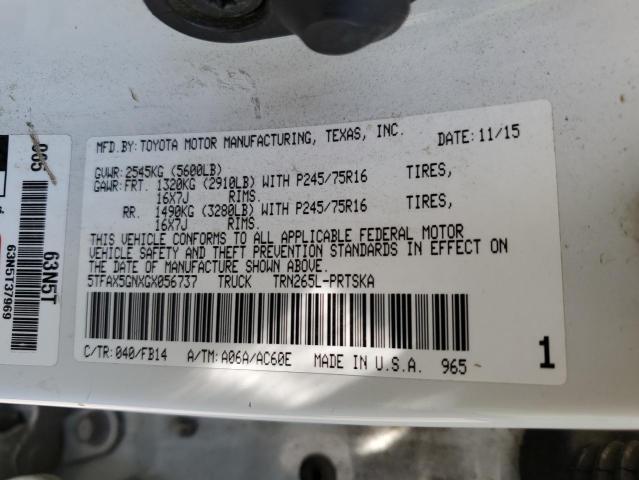 MFD.BY: TOYOTA MOTOR MANUFACTURING, TEXAS, INC. DATE: 11/15
GVWR: 2545KG (5600LB)
GAWR: FRT. 1320KG (2910LB) WITH P245/75R16 TIRES,
16X7J RIMS.
RR. 1490KG (3280LB) WITH P245/75R16 TIRES,
16X7J RIMS.
THIS VEHICLE CONFORMS TO ALL APPLICABLE FEDERAL MOTOR
VEHICLE SAFETY AND THEFT PREVENTION STANDARDS IN EFFECT ON
THE DATE OF MANUFACTURE SHOWN ABOVE.
5TFAX5GNXGX056737 TRUCK TRN265L-PRTSKA
C/TR: 040/FB14 A/TM: A06A/AC60E MADE IN U.S.A. 965 1
63N5T
63N5T37969